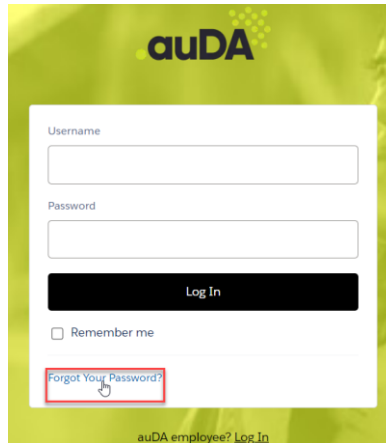 .auDA
Username
Password
Log In
Remember me
Forgot Your Password?
auDA employee? Log In